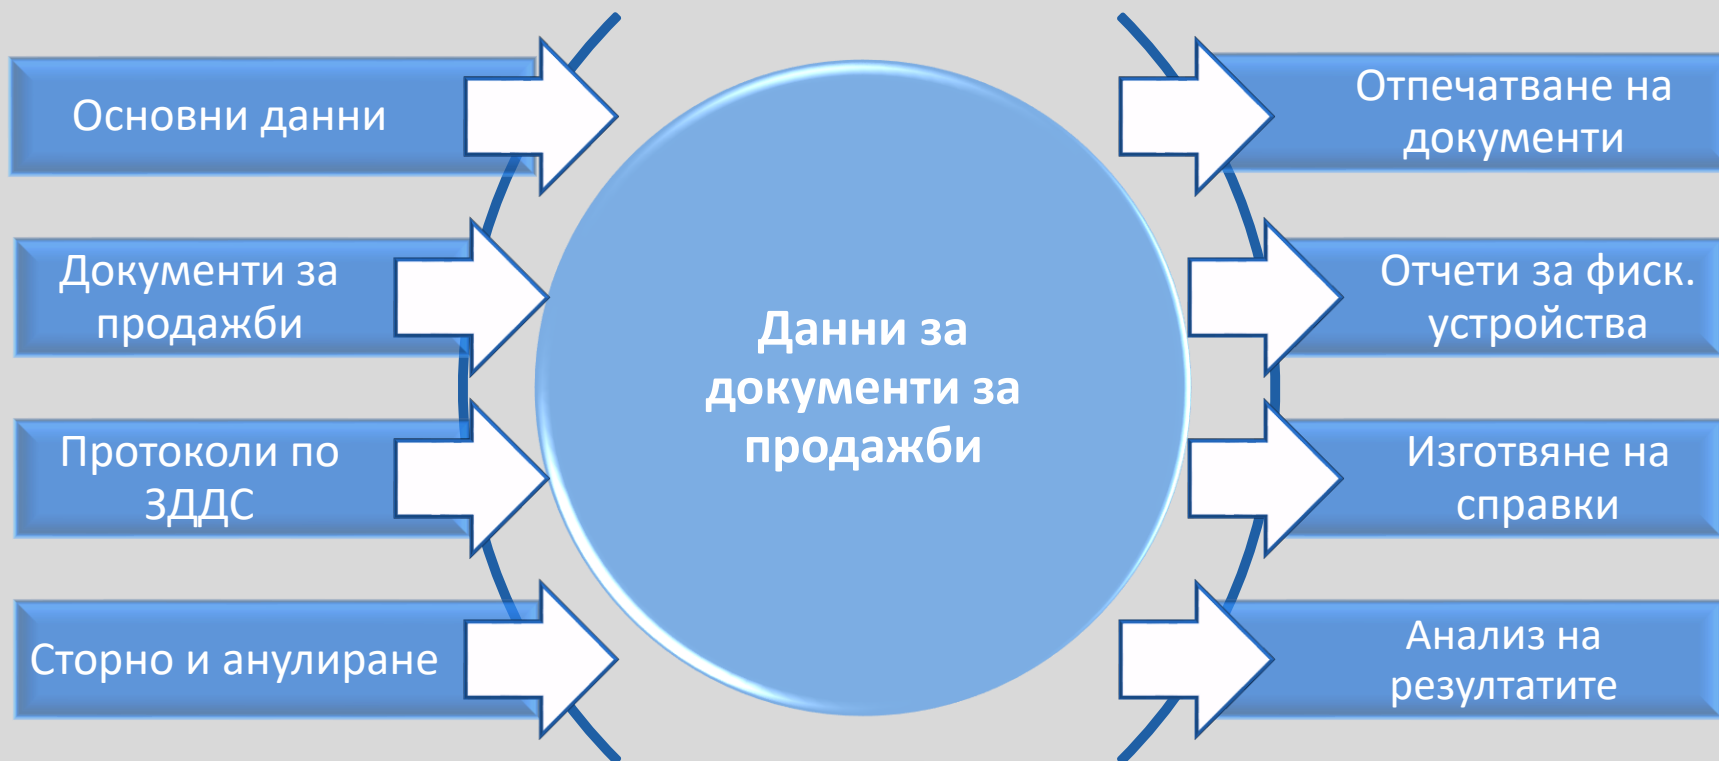 Основни данни
Документи за
продажби
Протоколи по
ЗДДС
Сторно и анулиране
Данни за
документи за
продажби
Отпечатване на
документи
Отчети за фиск.
устройства
Изготвяне на
справки
Анализ на
резултатите